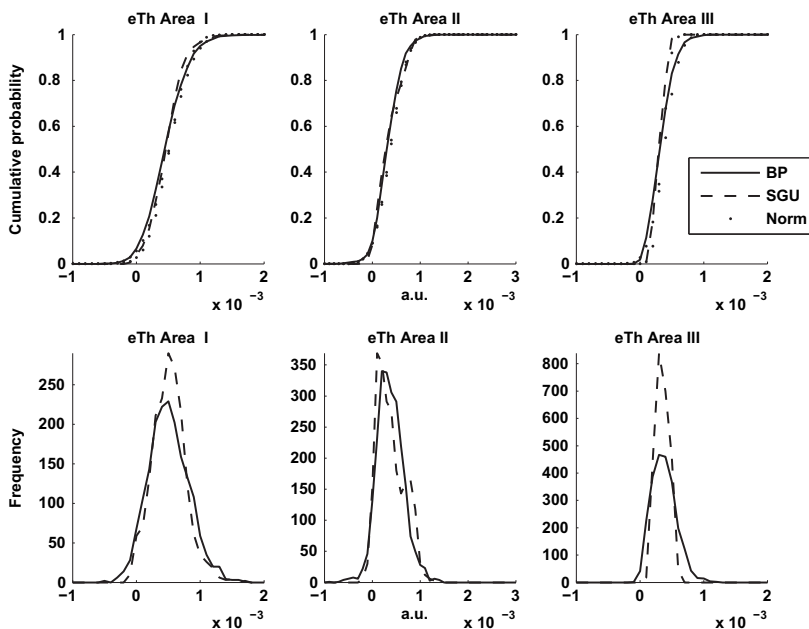 eTh Area I
eTh Area II
eTh Area III
Cumulative probability
1
0.8
0.6
0.4
0.2
0
−1 0 1 2
x 10 −3
1
0.8
0.6
0.4
0.2
0
−1 0 1 2 3
a.u.
x 10 −3
1
0.8
0.6
0.4
0.2
0
−1 0 1 2
x 10 −3
BP
SGU
Norm
eTh Area I
eTh Area II
eTh Area III
Frequency
250
200
150
100
50
0
−1 0 1 2
x 10 −3
350
300
250
200
150
100
50
0
−1 0 1 2 3
a.u.
x 10 −3
800
700
600
500
400
300
200
100
0
−1 0 1 2
x 10 −3